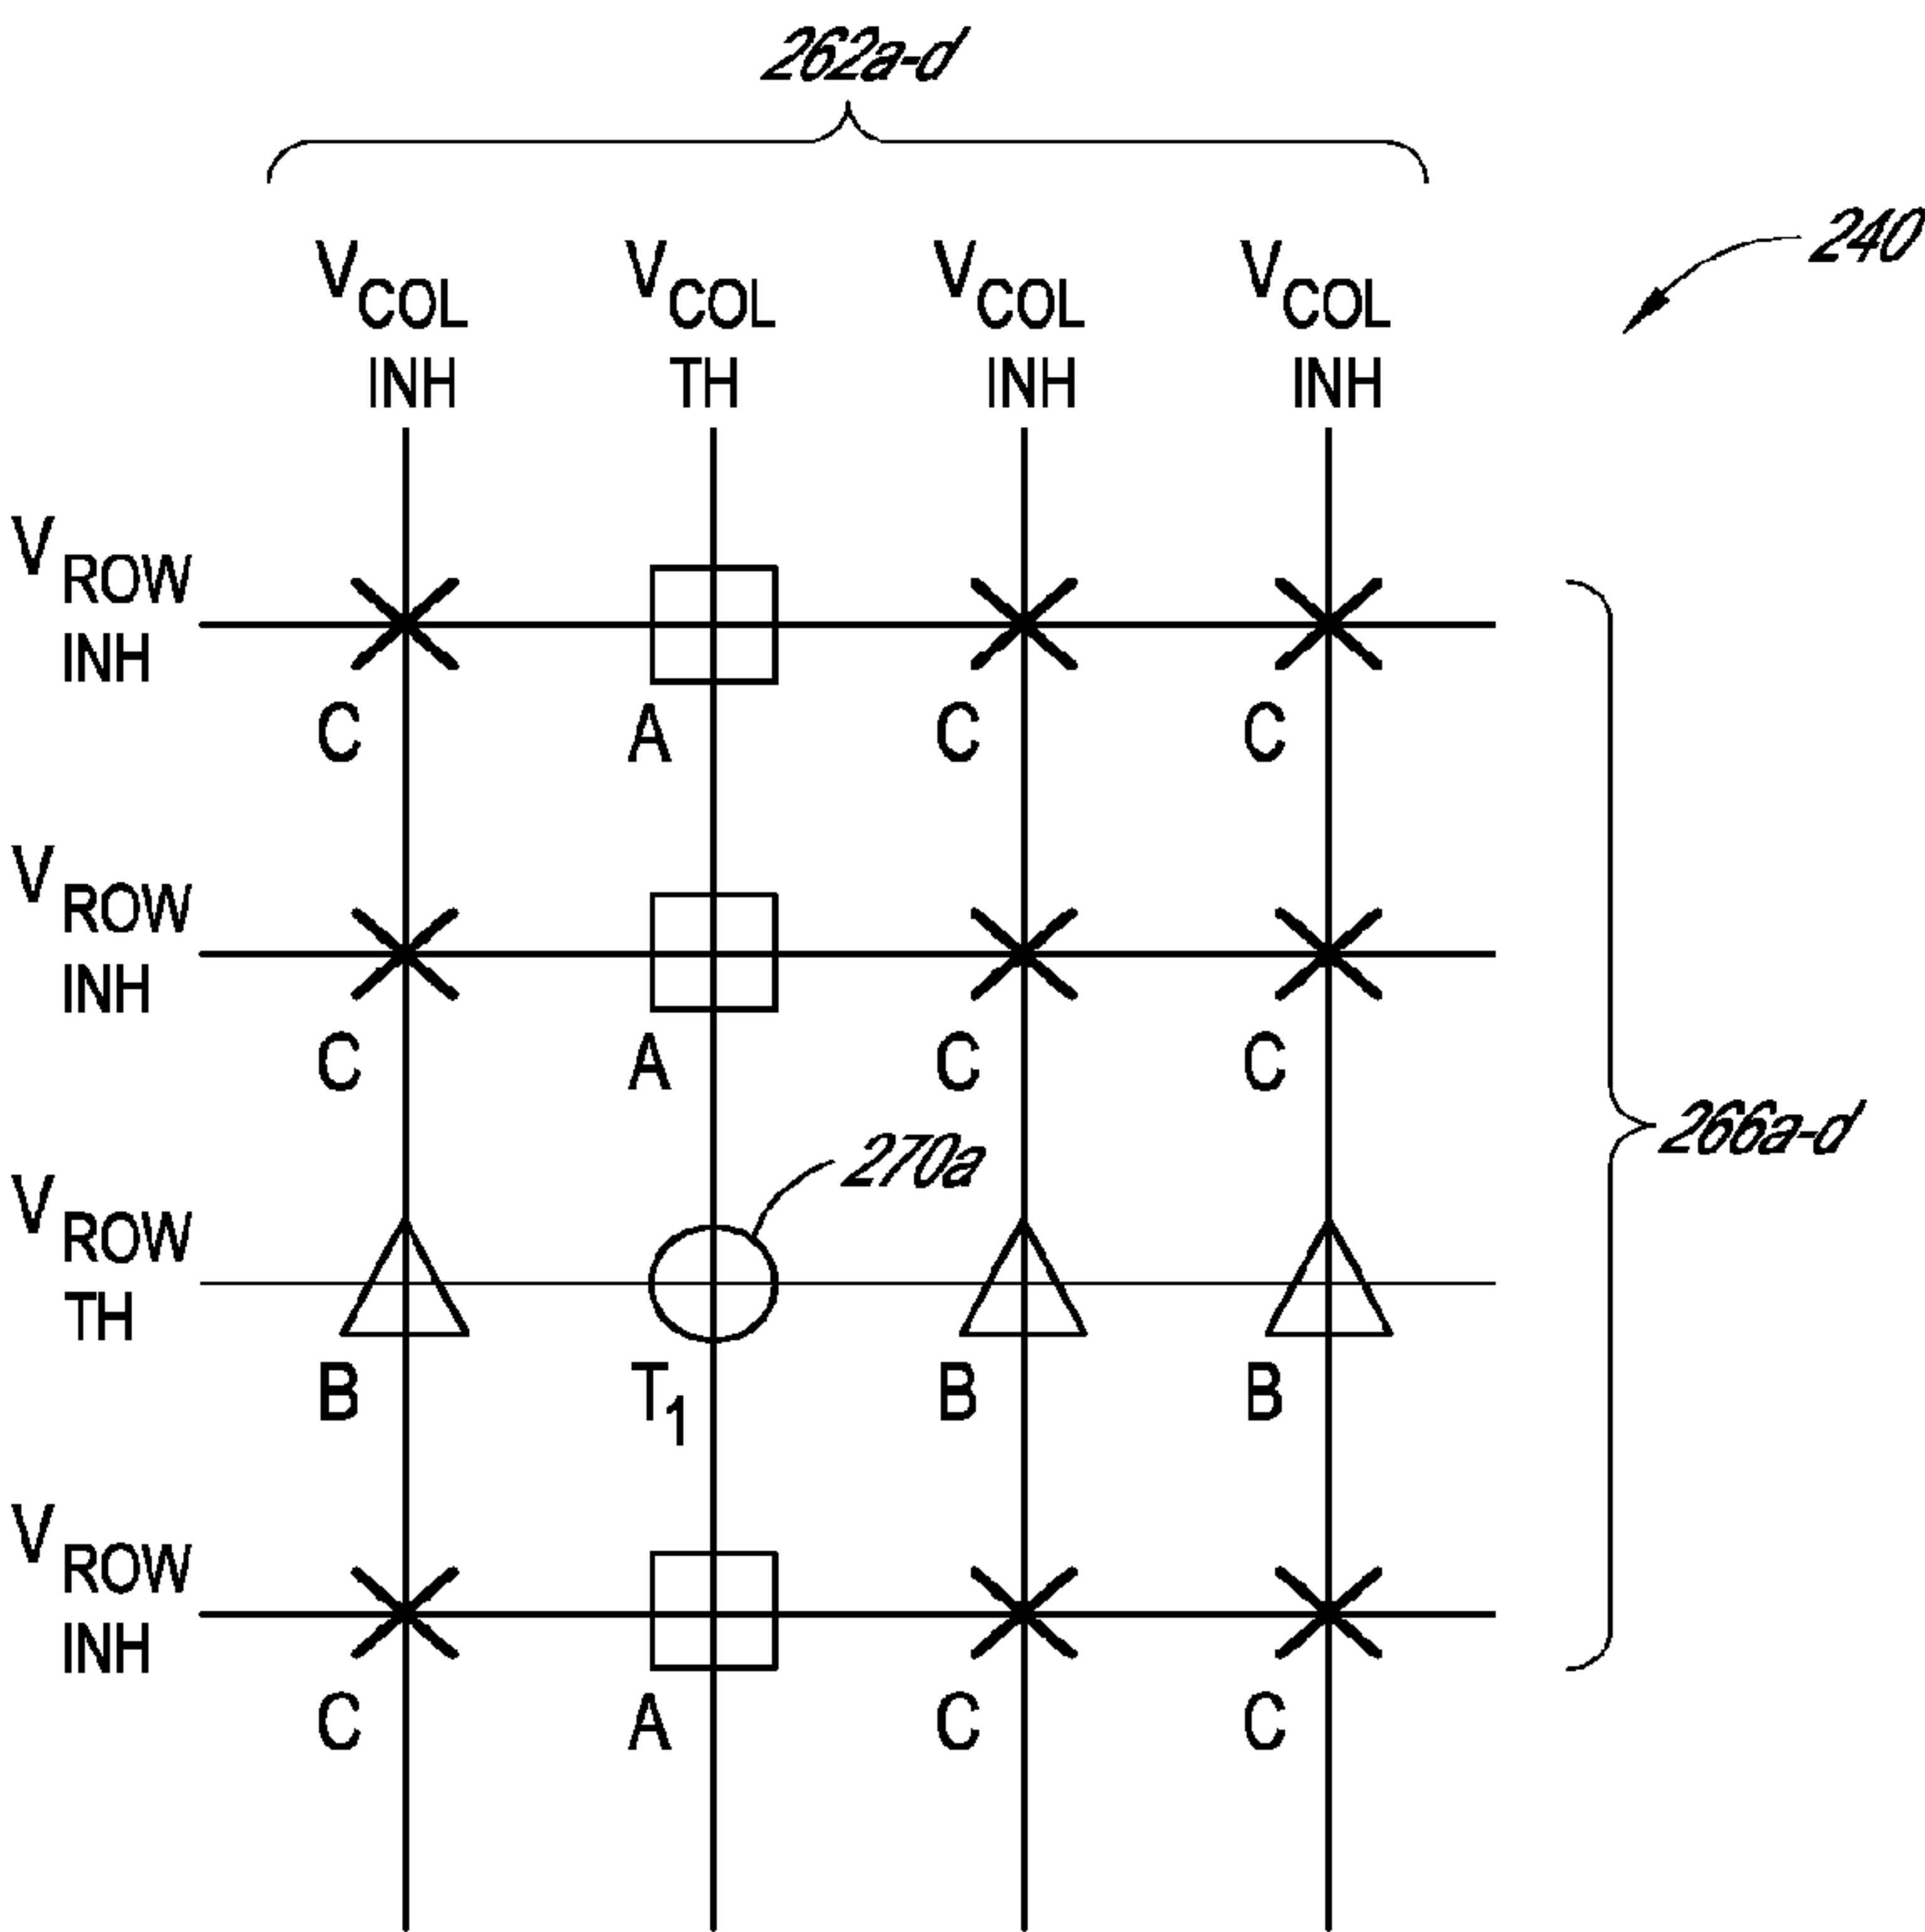 262a-d
240
V COL INH V COL TH V COL INH V COL INH
V ROW INH
C A C C
V ROW INH
C A C C
266a-d
270a
V ROW TH
B T1 B B
V ROW INH
C A C C